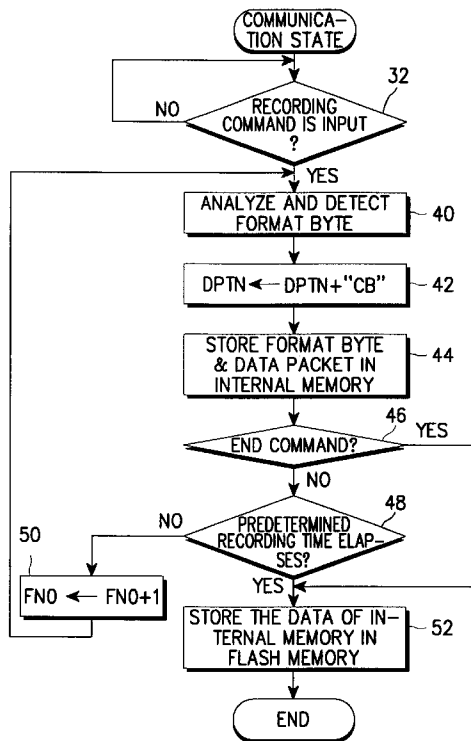 COMMUNICA-
TION STATE
NO
32
RECORDING
COMMAND IS INPUT
?
YES
ANALYZE AND DETECT
FORMAT BYTE
40
DPTN ← DPTN+"CB"
42
STORE FORMAT BYTE
& DATA PACKET IN
INTERNAL MEMORY
44
46
END COMMAND?
YES
NO
48
NO
PREDETERMINED
RECORDING TIME ELAP-
SES?
50
YES
FNO ← FNO+1
STORE THE DATA OF IN-
TERNAL MEMORY IN
FLASH MEMORY
52
END